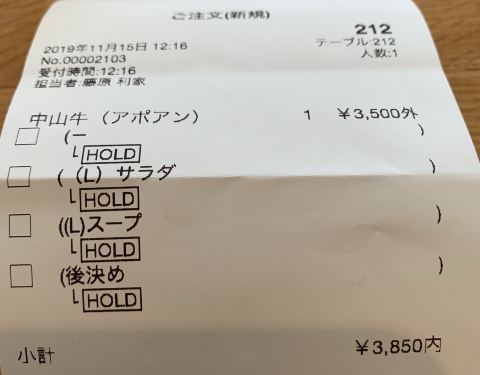 ご注文(新規)
212
2019年11月15日 12:16
テーブル:212
No.00002103
人数:1
受付時間:12:16
担当者:藤原 利家
中山牛（アポアン） 1 ¥3,500外
(ー )
└HOLD
(（L）サラダ )
└HOLD
((L)スープ )
└HOLD
(後決め )
└HOLD
小計 ¥3,850内